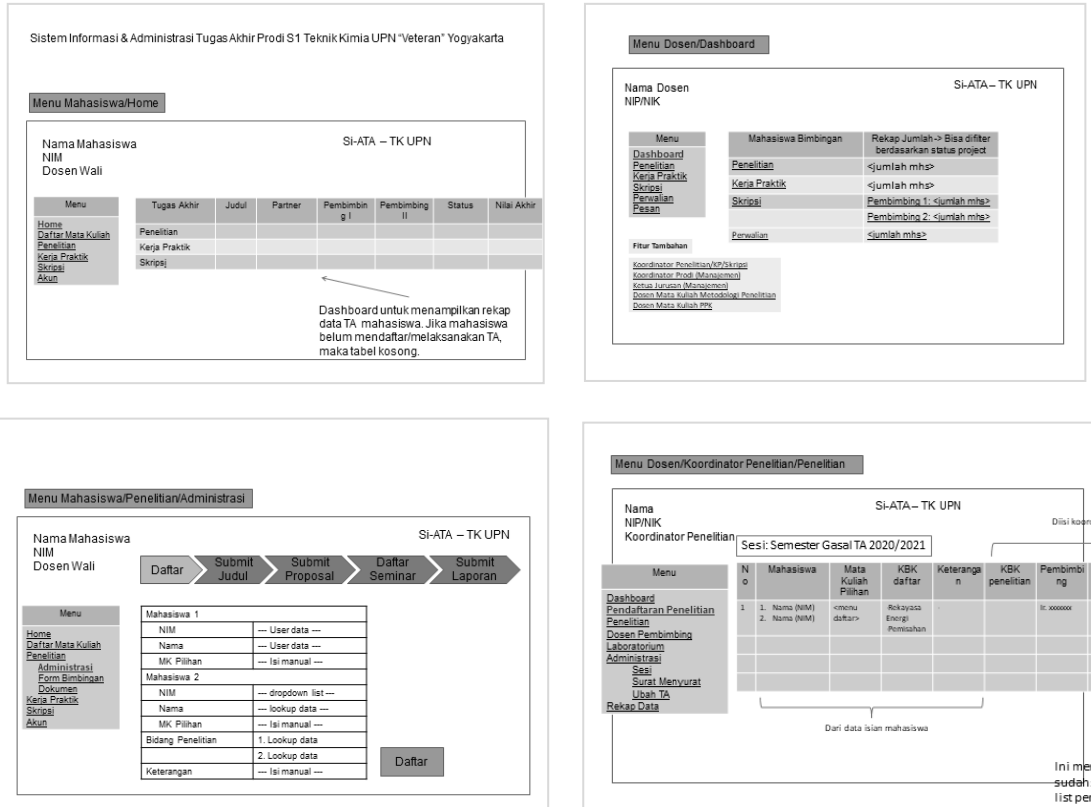 Sistem Informasi & Administrasi Tugas Akhir Prodi S1 Teknik Kimia UPN “Veteran” Yogyakarta
Menu Mahasiswa/Home
Nama Mahasiswa
NIM
Dosen Wali
Si-ATA – TK UPN
Menu
Home
Daftar Mata Kuliah
Penelitian
Kerja Praktik
Skripsi
Akun
Tugas Akhir
Judul
Partner
Pembimbin
g I
Pembimbing
II
Status
Nilai Akhir
Penelitian
Kerja Praktik
Skripsi
Dashboard untuk menampilkan rekap
data TA mahasiswa. Jika mahasiswa
belum mendaftar/melaksanakan TA,
maka tabel kosong.
Menu Dosen/Dashboard
Nama Dosen
NIP/NIK
Si-ATA – TK UPN
Menu
Dashboard
Penelitian
Kerja Praktik
Skripsi
Perwalian
Pesan
Mahasiswa Bimbingan
Rekap Jumlah-> Bisa difilter
berdasarkan status project
Penelitian
<jumlah mhs>
Kerja Praktik
<jumlah mhs>
Skripsi
Pembimbing 1: <jumlah mhs>
Pembimbing 2: <jumlah mhs>
Perwalian
<jumlah mhs>
Fitur Tambahan
Koordinator Penelitian/KP/Skripsi
Koordinator Prodi (Manajemen)
Ketua Jurusan (Manajemen)
Dosen Mata Kuliah Metodologi Penelitian
Dosen Mata Kuliah PPK
Menu Mahasiswa/Penelitian/Administrasi
Nama Mahasiswa
NIM
Dosen Wali
Si-ATA – TK UPN
Daftar
Submit
Judul
Submit
Proposal
Daftar
Seminar
Submit
Laporan
Menu
Home
Daftar Mata Kuliah
Penelitian
Administrasi
Form Bimbingan
Dokumen
Kerja Praktik
Skripsi
Akun
Mahasiswa 1
NIM
--- User data ---
Nama
--- User data ---
MK Pilihan
--- Isi manual ---
Mahasiswa 2
NIM
--- dropdown list ---
Nama
--- lookup data ---
MK Pilihan
--- Isi manual ---
Bidang Penelitian
1. Lookup data
2. Lookup data
Keterangan
--- Isi manual ---
Daftar
Menu Dosen/Koordinator Penelitian/Penelitian
Nama
NIP/NIK
Koordinator Penelitian
Si-ATA – TK UPN
Diisi
Sesi: Semester Gasal TA 2020/2021
Menu
Dashboard
Pendaftaran Penelitian
Penelitian
Dosen Pembimbing
Laboratorium
Administrasi
Sesi
Surat Menyurat
Ubah TA
Rekap Data
N
o
Mahasiswa
Mata
Kuliah
Pilihan
KBK
daftar
Keteranga
n
KBK
penelitian
Pembimbi
ng
1
1. Nama (NIM)
2. Nama (NIM)
<menu
daftar>
-Rekayasa
Energi
-Pemisahan
-
Ir. xxxxxxx
Dari data isian mahasiswa
Ini
sudah
list